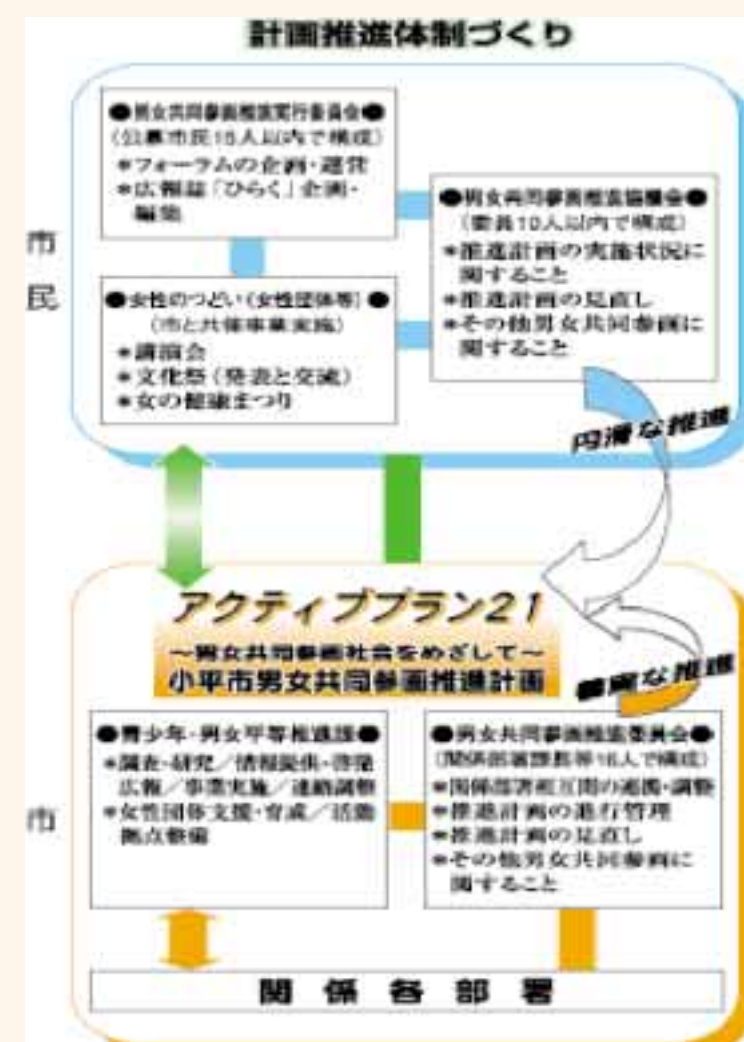 計画推進体制づくり
市民
●男女共同参画推進実行委員会●
(公募市民15人以内で構成)
*フォーラムの企画・運営
*広報誌「ひらく」企画・
編集
●男女共同参画推進協議会●
(委員10人以内で構成)
*推進計画の実施状況に
関すること
*推進計画の見直し
*その他男女共同参画に
関すること
●女性のつどい(女性団体等)●
(市と共催事業実施)
*講演会
*文化祭(発表と交流)
*女の健康まつり
円滑な推進
アクティブプラン21
~男女共同参画社会をめざして~
小平市男女共同参画推進計画
な推進
市
●青少年・男女平等推進課●
*調査・研究/情報提供・啓発
広報/事業実施/連絡調整
*女性団体支援・育成/活動
拠点整備
●男女共同参画推進委員会●
(関係部署課長等16人で構成)
*関係部署相互間の連携・調整
*推進計画の進行管理
*推進計画の見直し
*その他男女共同参画に
関すること
関係各部署